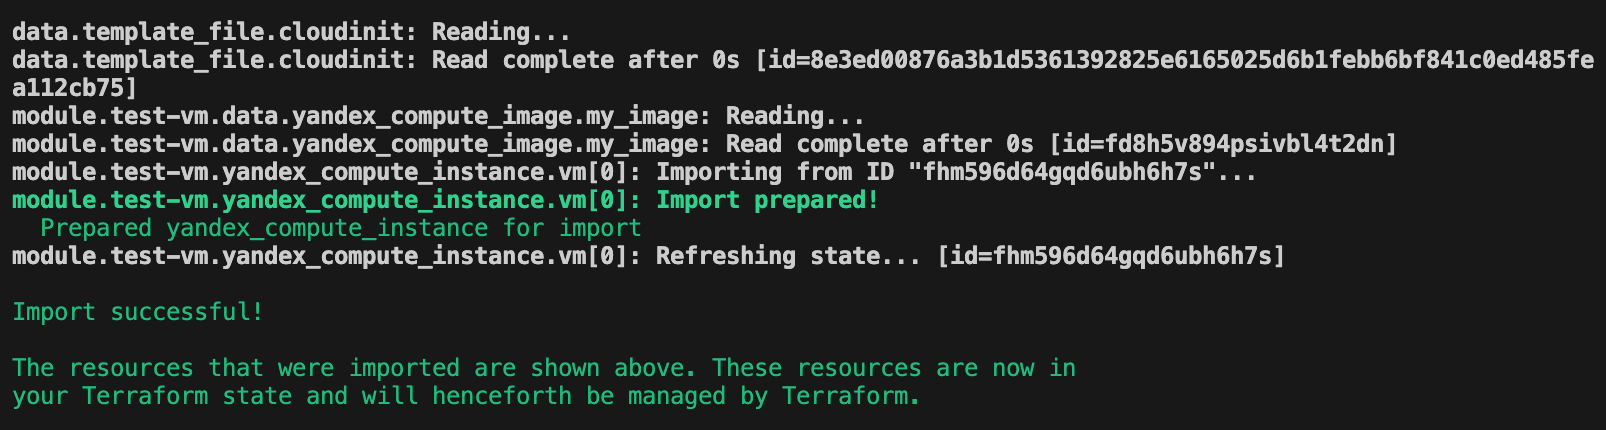 data.template_file.cloudinit: Reading...
data.template_file.cloudinit: Read complete after 0s [id=8e3ed00876a3b1d5361392825e6165025d6b1febb6bf841c0ed485fe
a112cb75]
module.test-vm.data.yandex_compute_image.my_image: Reading...
module.test-vm.data.yandex_compute_image.my_image: Read complete after 0s [id=fd8h5v894psivbl4t2dn]
module.test-vm.yandex_compute_instance.vm[0]: Importing from ID "fhm596d64gqd6ubh6h7s"...
module.test-vm.yandex_compute_instance.vm[0]: Import prepared!
  Prepared yandex_compute_instance for import
module.test-vm.yandex_compute_instance.vm[0]: Refreshing state... [id=fhm596d64gqd6ubh6h7s]
Import successful!
The resources that were imported are shown above. These resources are now in
your Terraform state and will henceforth be managed by Terraform.